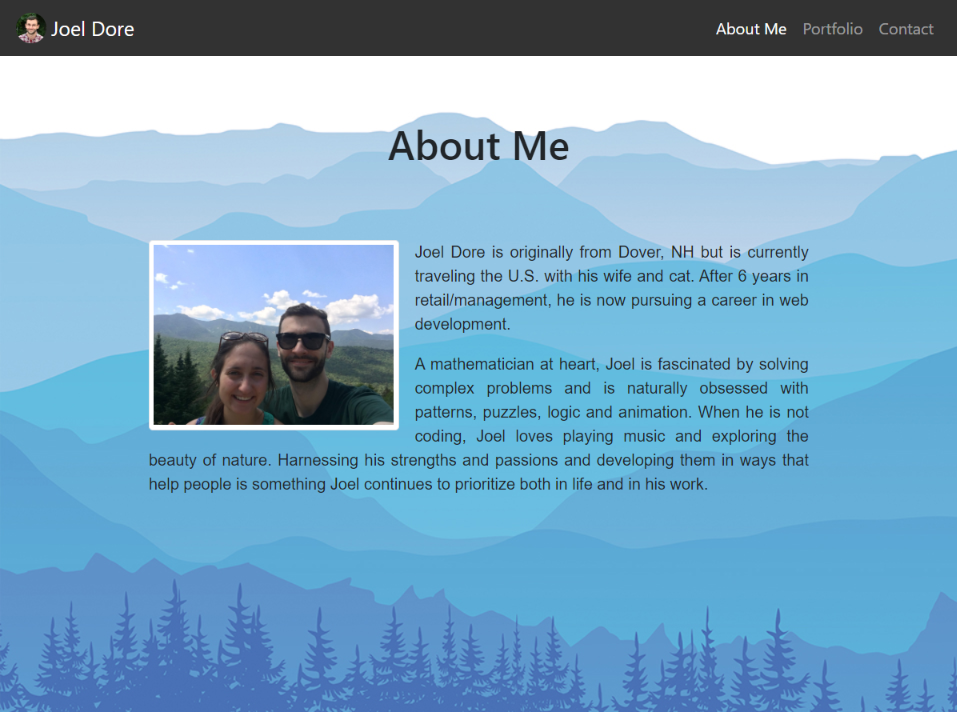 Joel Dore
About Me Portfolio Contact
About Me
Joel Dore is originally from Dover, NH but is currently
traveling the U.S. with his wife and cat. After 6 years in
retail/management, he is now pursuing a career in web
development.
A mathematician at heart, Joel is fascinated by solving
complex problems and is naturally obsessed with
patterns, puzzles, logic and animation. When he is not
coding, Joel loves playing music and exploring the
beauty of nature. Harnessing his strengths and passions and developing them in ways that
help people is something Joel continues to prioritize both in life and in his work.